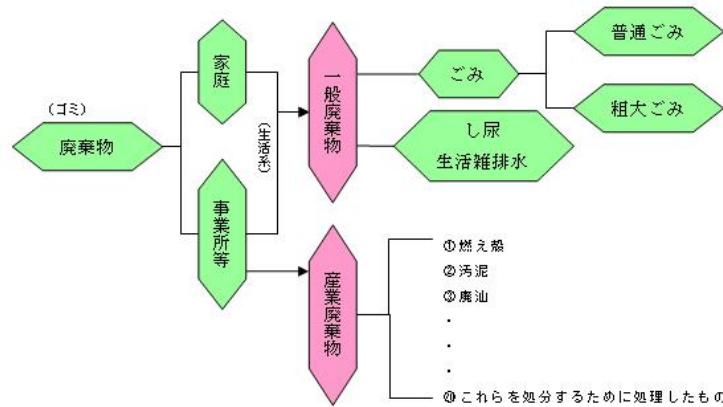 (ゴミ)
廃棄物
家庭
事業所等
(生活系)
一般廃棄物
産業廃棄物
ごみ
普通ごみ
粗大ごみ
し尿
生活雑排水
①燃え殻
②汚泥
③廃油
・
・
・
⑳これらを処分するために処理したもの